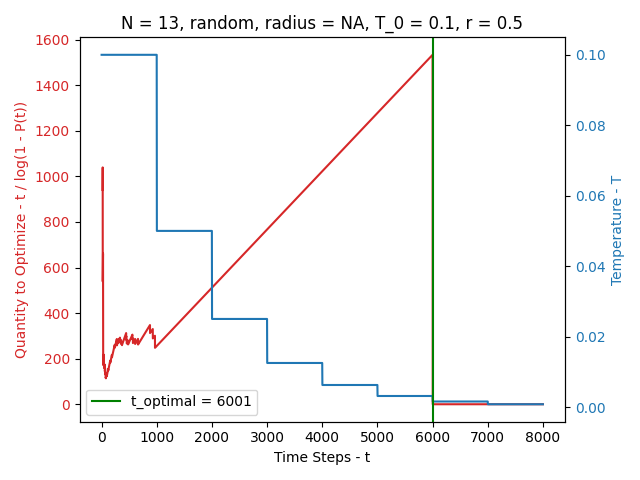 N = 13, random, radius = NA, T_0 = 0.1, r = 0.5
Quantity to Optimize - t / log(1 - P(t))
1600
1400
1200
1000
800
600
400
200
0
0.10
0.08
0.06
0.04
0.02
0.00
Temperature - T
t_optimal = 6001
0 1000 2000 3000 4000 5000 6000 7000 8000
Time Steps - t